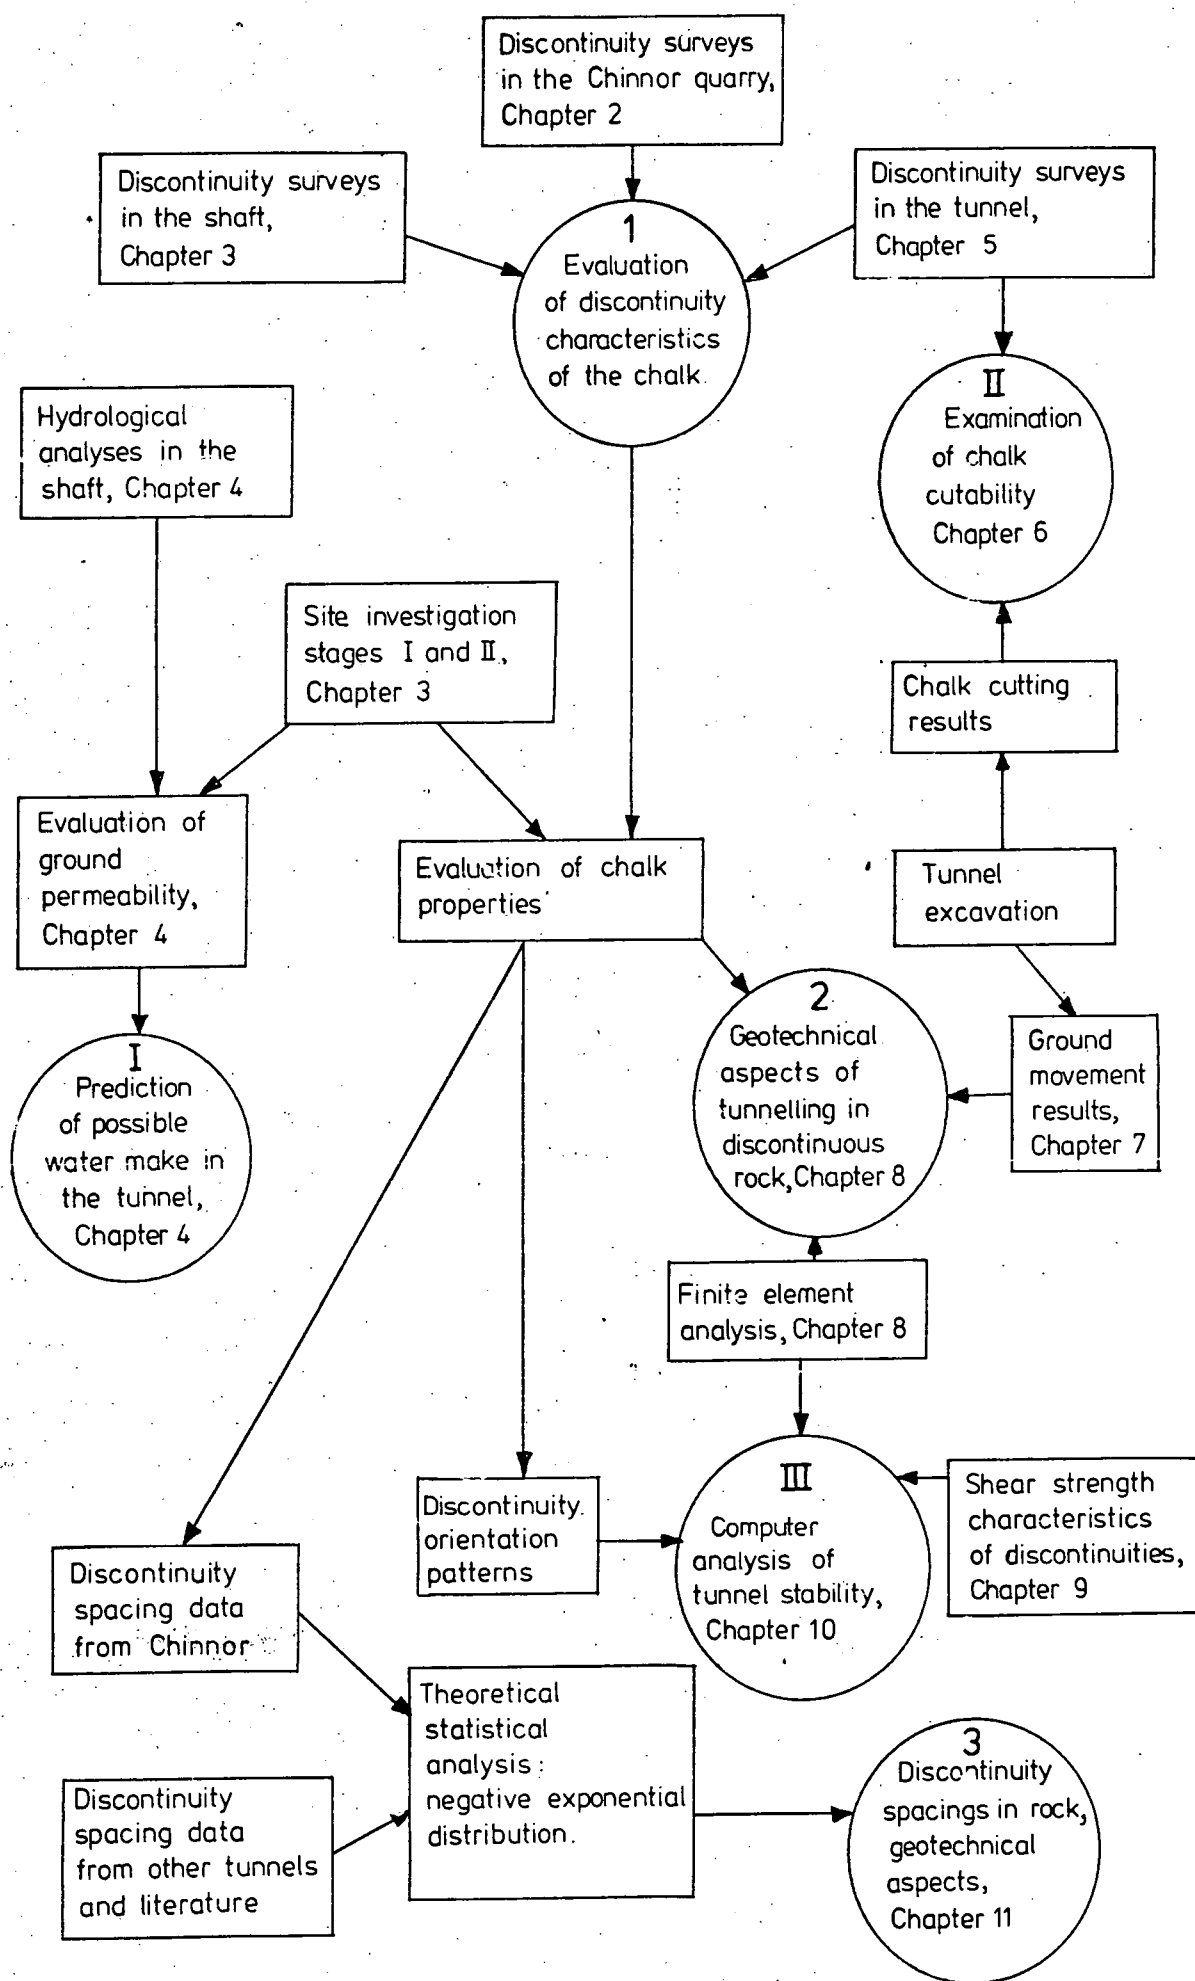 Discontinuity surveys
in the Chinnor quarry,
Chapter 2
Discontinuity surveys
in the shaft,
Chapter 3
Discontinuity surveys
in the tunnel,
Chapter 5
1
Evaluation
of discontinuity
characteristics
of the chalk.
II
Examination
of chalk
cutability
Chapter 6
Hydrological
analyses in the
shaft, Chapter 4
Site investigation
stages I and II,
Chapter 3
Chalk cutting
results
Evaluation of
ground
permeability,
Chapter 4
Evaluation of chalk
properties
Tunnel
excavation
I
Prediction
of possible
water make in
the tunnel,
Chapter 4
2
Geotechnical
aspects of
tunnelling in
discontinuous
rock, Chapter 8
Ground
movement
results,
Chapter 7
Finite element
analysis, Chapter 8
III
Computer
analysis of
tunnel stability,
Chapter 10
Discontinuity
orientation
patterns
Shear strength
characteristics
of discontinuities,
Chapter 9
Discontinuity
spacing data
from Chinnor
Theoretical
statistical
analysis:
negative exponential
distribution.
Discontinuity
spacing data
from other tunnels
and literature
3
Discontinuity
spacings in rock,
geotechnical
aspects,
Chapter 11